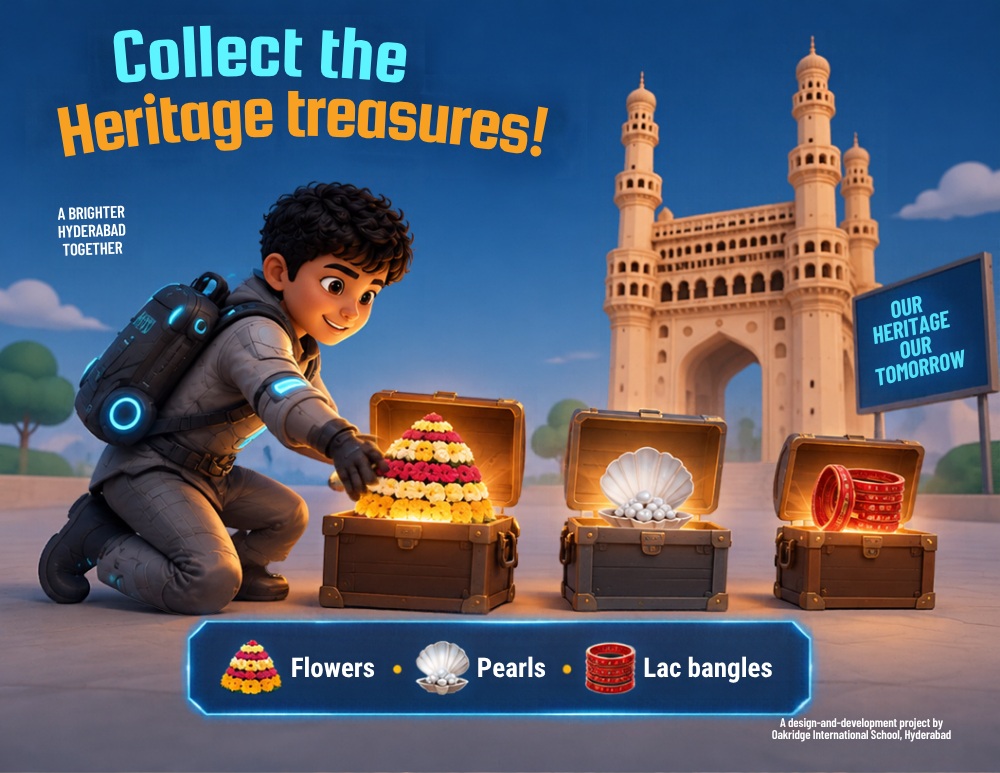 Collect the
Heritage treasures!
A BRIGHTER
HYDERABAD
TOGETHER
OUR
HERITAGE
OUR
TOMORROW
Flowers • Pearls • Lac bangles
A design-and-development project by
Oakridge International School, Hyderabad